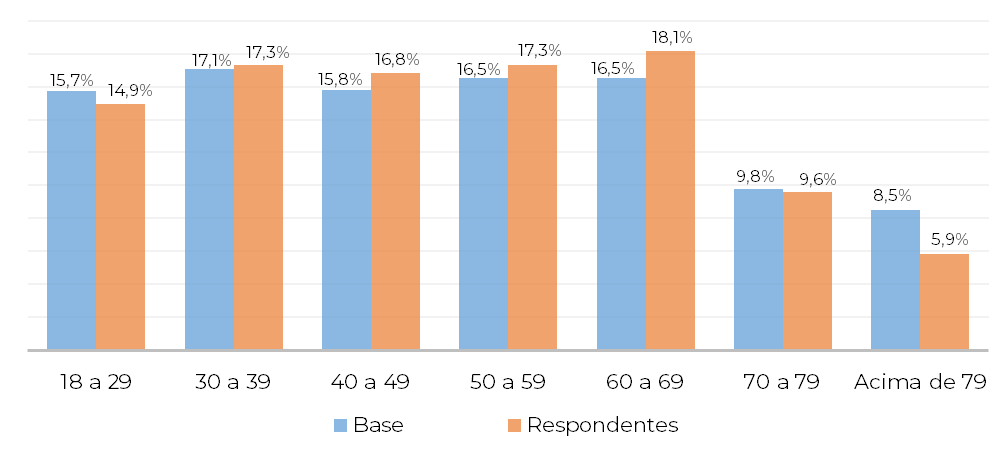 15,7% 14,9% 17,1% 17,3% 15,8% 16,8% 16,5% 17,3% 16,5% 18,1% 9,8% 9,6% 8,5% 5,9%
18 a 29 30 a 39 40 a 49 50 a 59 60 a 69 70 a 79 Acima de 79
Base Respondentes